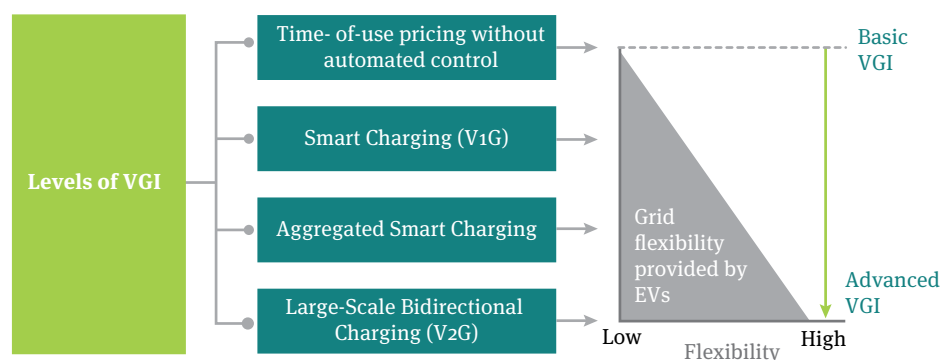 Levels of VGI
Time- of-use pricing without
automated control
Smart Charging (V1G)
Aggregated Smart Charging
Large-Scale Bidirectional
Charging (V2G)
Grid
flexibility
provided by
EVs
Basic
VGI
Advanced
VGI
Low
High
Flexibility